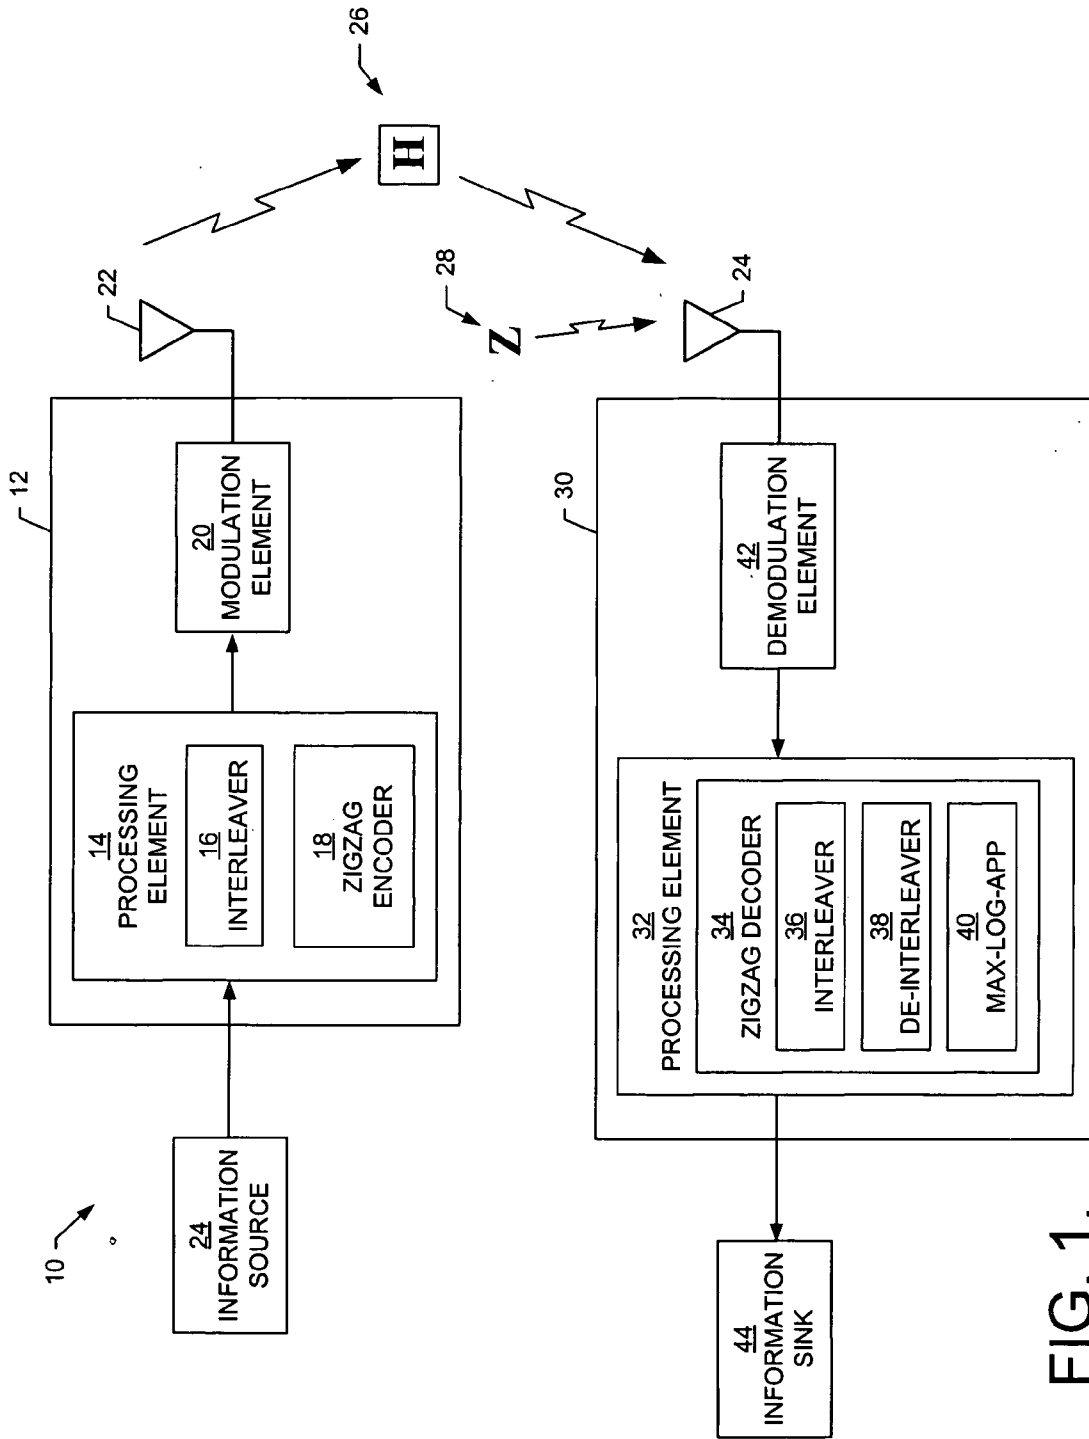 10
24
INFORMATION
SOURCE
12
14
PROCESSING
ELEMENT
16
INTERLEAVER
18
ZIGZAG
ENCODER
20
MODULATION
ELEMENT
22
26
H
28
Z
24
30
32
PROCESSING ELEMENT
34
ZIGZAG DECODER
36
INTERLEAVER
38
DE-INTERLEAVER
40
MAX-LOG-APP
42
DEMODULATION
ELEMENT
44
INFORMATION
SINK
FIG. 1.